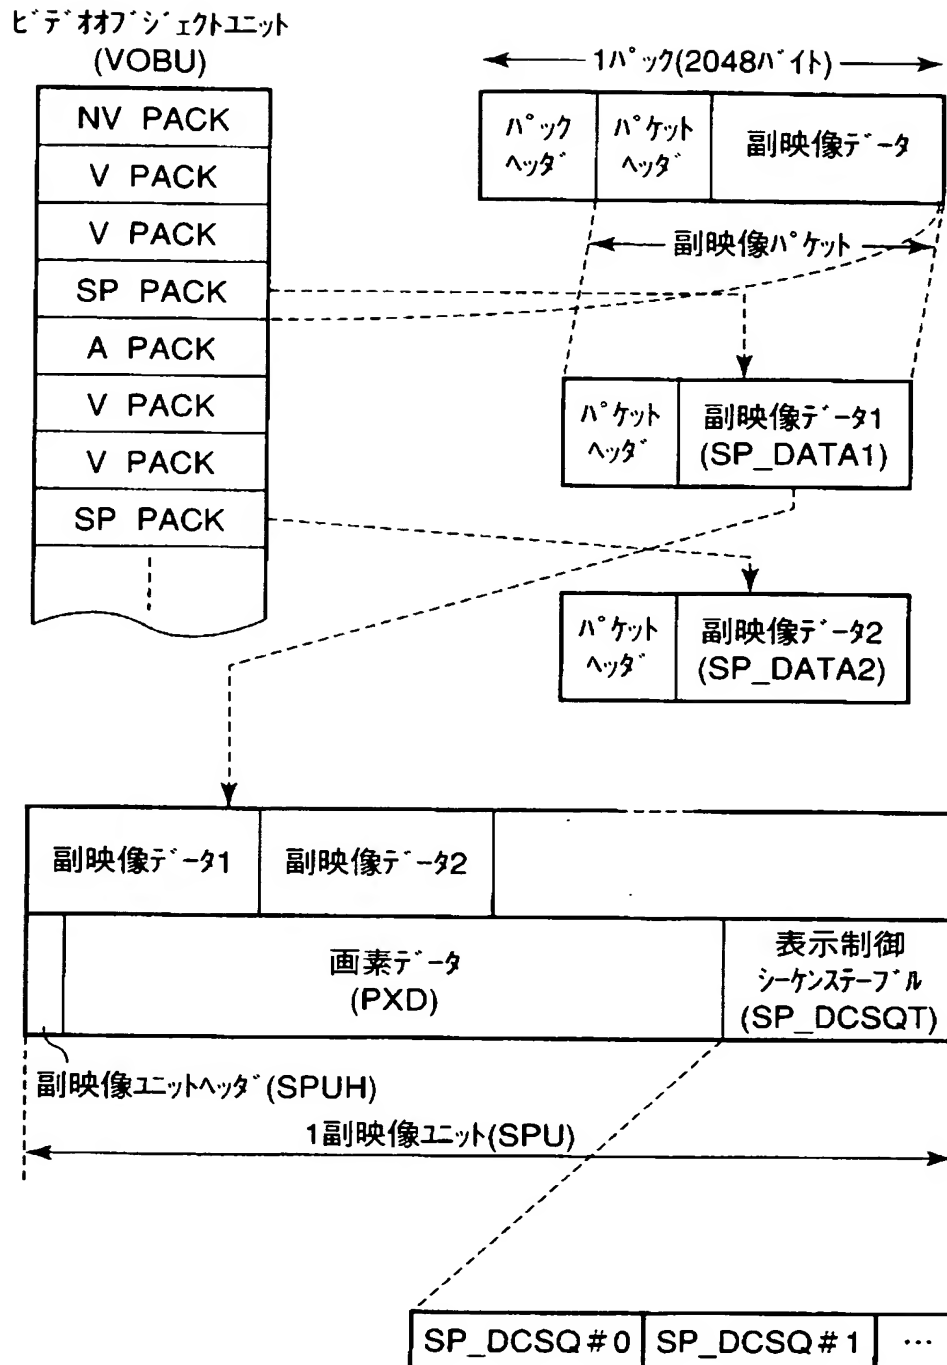 ビデオオブジェクトユニット
(VOBU)
NV PACK
V PACK
V PACK
SP PACK
A PACK
V PACK
V PACK
SP PACK
1パック(2048バイト)
パック
ヘッダ
パケット
ヘッダ
副映像データ
副映像パケット
パケット
ヘッダ
副映像データ1
(SP_DATA1)
パケット
ヘッダ
副映像データ2
(SP_DATA2)
副映像データ1
副映像データ2
画素データ
(PXD)
表示制御
シーケンステーブル
(SP_DCSQT)
副映像ユニットヘッダ(SPUH)
1副映像ユニット(SPU)
SP_DCSQ#0
SP_DCSQ#1
…